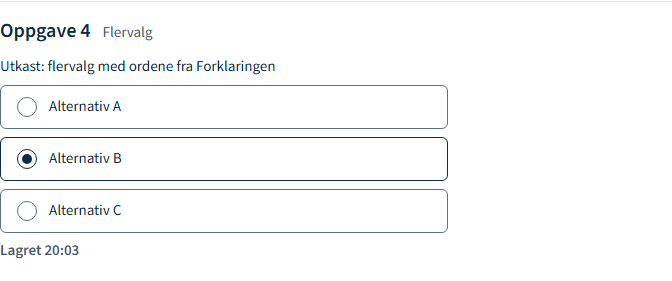 Oppgave 4 Flervalg
Utkast: flervalg med ordene fra Forklaringen
Alternativ A
Alternativ B
Alternativ C
Lagret 20:03